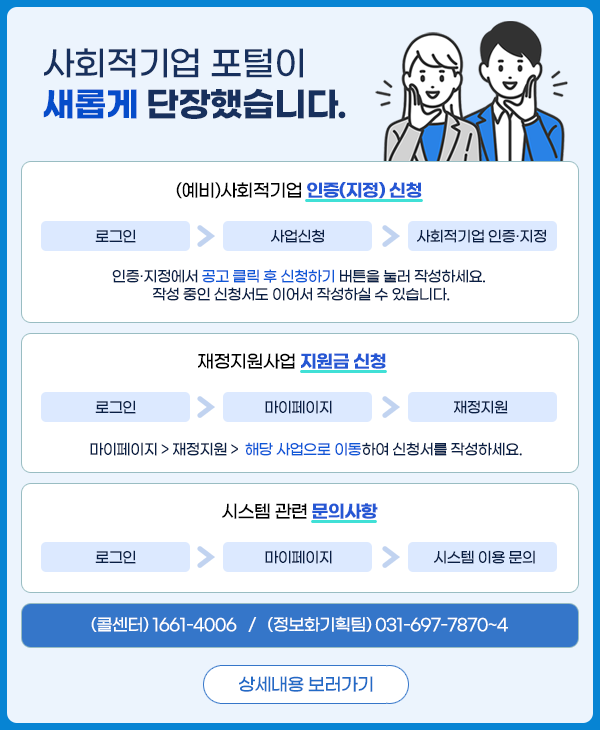 사회적기업 포털이
새롭게 단장했습니다.
(예비)사회적기업 인증(지정) 신청
로그인 > 사업신청 > 사회적기업 인증·지정
인증·지정에서 공고 클릭 후 신청하기 버튼을 눌러 작성하세요.
작성 중인 신청서도 이어서 작성하실 수 있습니다.
재정지원사업 지원금 신청
로그인 > 마이페이지 > 재정지원
마이페이지 > 재정지원 > 해당 사업으로 이동하여 신청서를 작성하세요.
시스템 관련 문의사항
로그인 > 마이페이지 > 시스템 이용 문의
(콜센터) 1661-4006 / (정보화기획팀) 031-697-7870~4
상세내용 보러가기